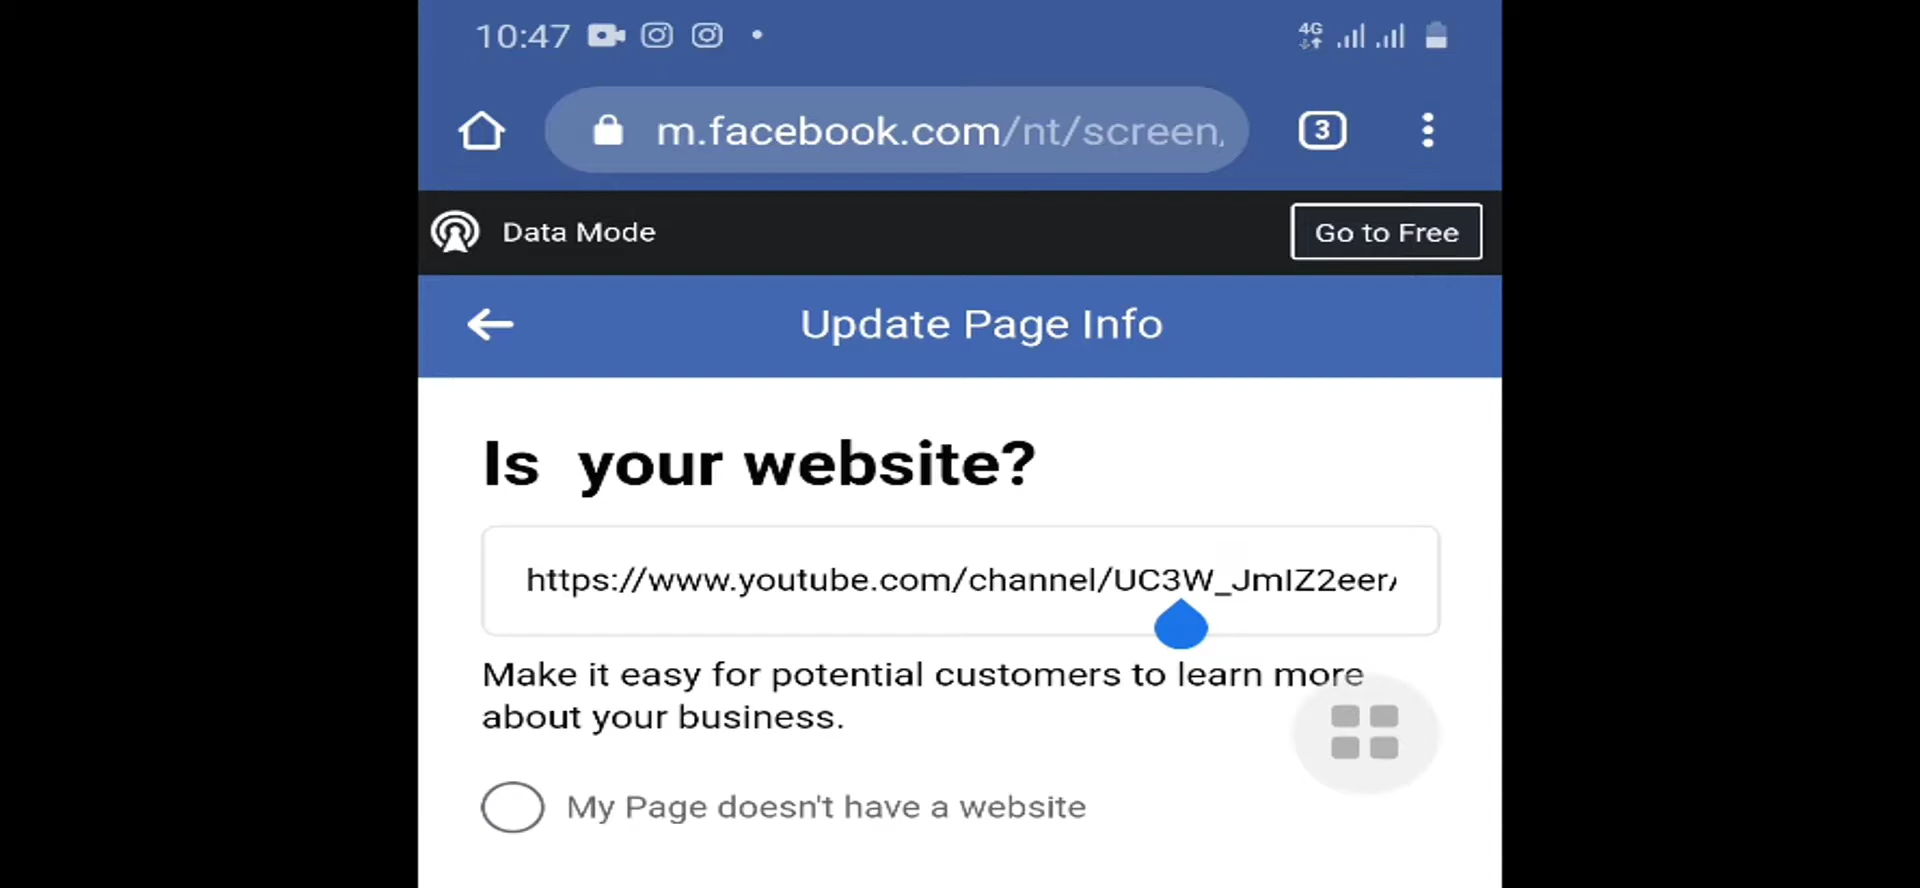 10:47
4G
m.facebook.com/nt/screen
3
Data Mode
Go to Free
Update Page Info
Is your website?
https://www.youtube.com/channel/UC3W_JmIZ2eer
Make it easy for potential customers to learn more
about your business.
My Page doesn't have a website